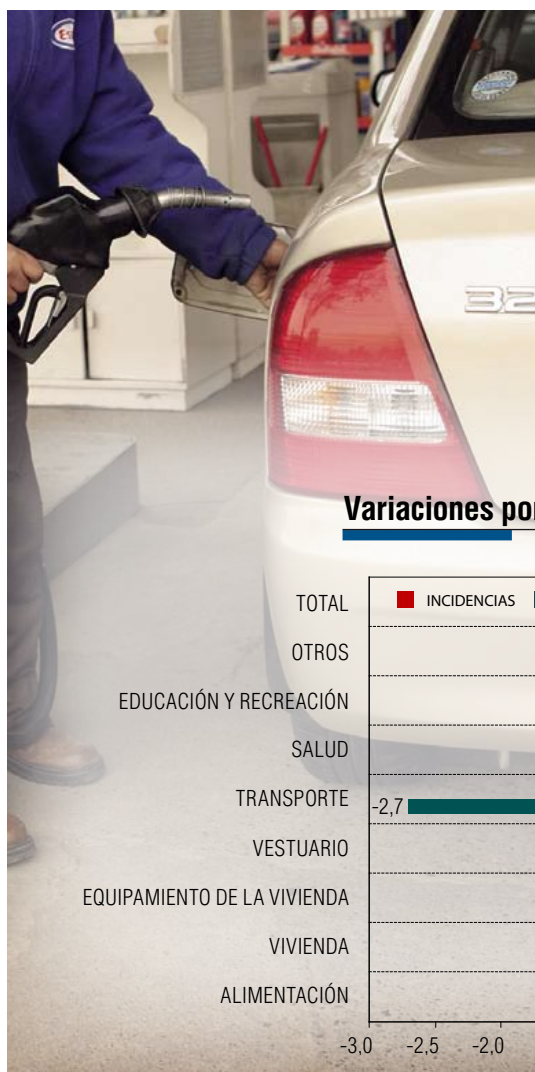 32
Variaciones por
TOTAL
INCIDENCIAS
OTROS
EDUCACIÓN Y RECREACIÓN
SALUD
TRANSPORTE
-2,7
VESTUARIO
EQUIPAMIENTO DE LA VIVIENDA
VIVIENDA
ALIMENTACIÓN
-3,0 -2,5 -2,0